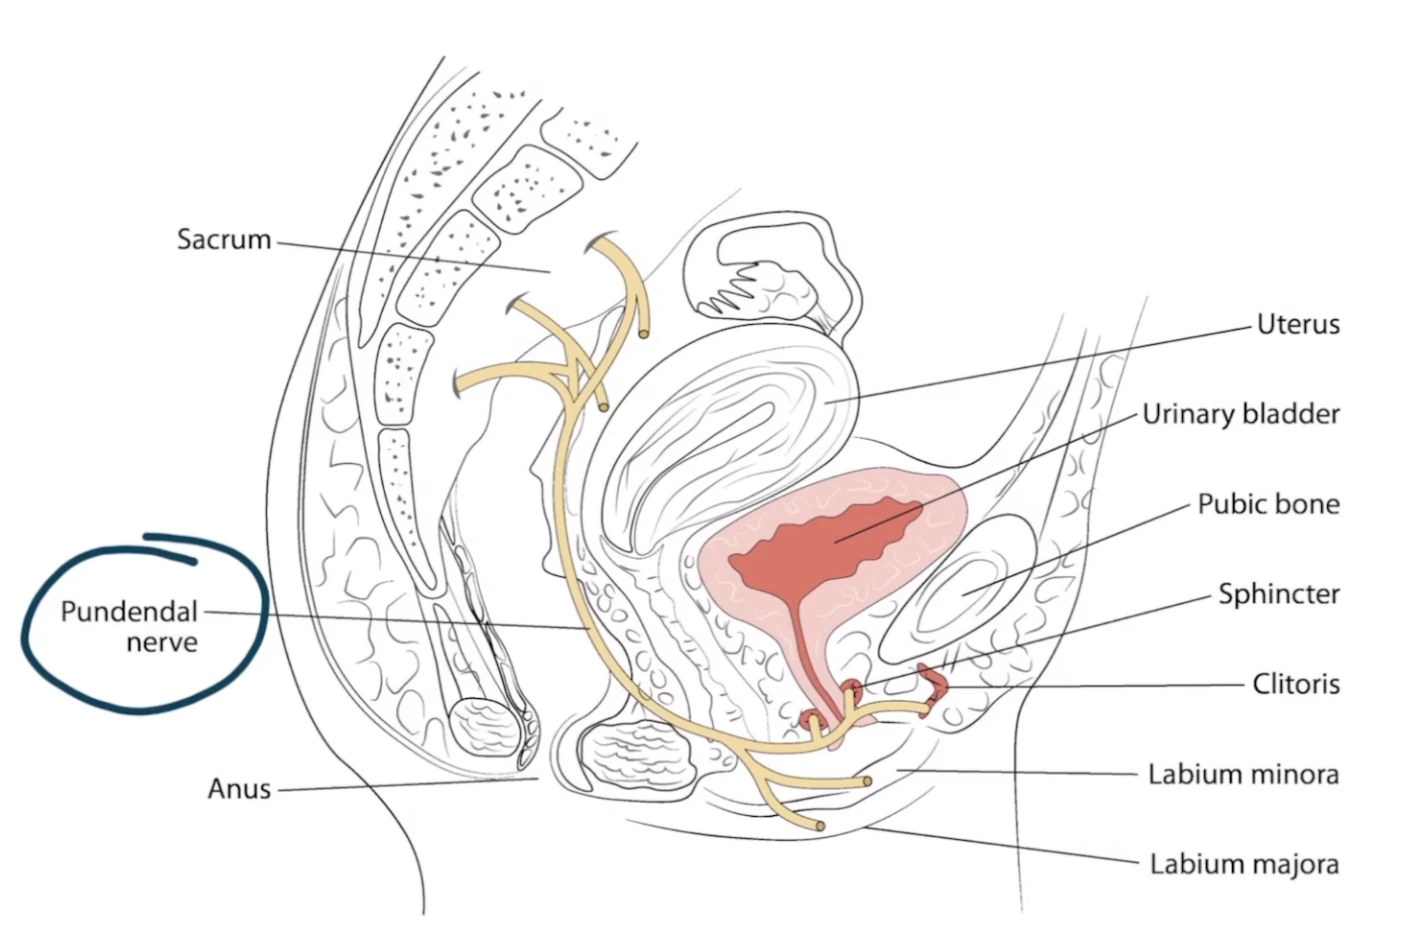 Sacrum
Uterus
Urinary bladder
Pubic bone
Sphincter
Pundendal
nerve
Clitoris
Labium minora
Anus
Labium majora